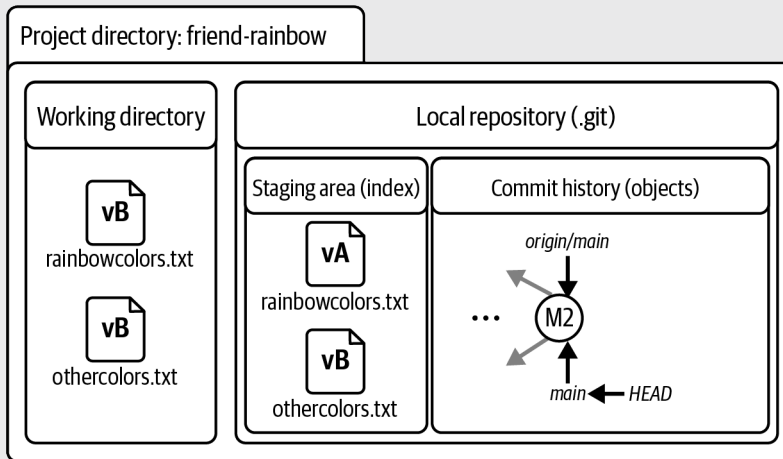 Project directory: friend-rainbow
Working directory
vB
rainbowcolors.txt
vB
othercolors.txt
Local repository (.git)
Staging area (index)
vA
rainbowcolors.txt
vB
othercolors.txt
Commit history (objects)
origin/main
... M2
main HEAD